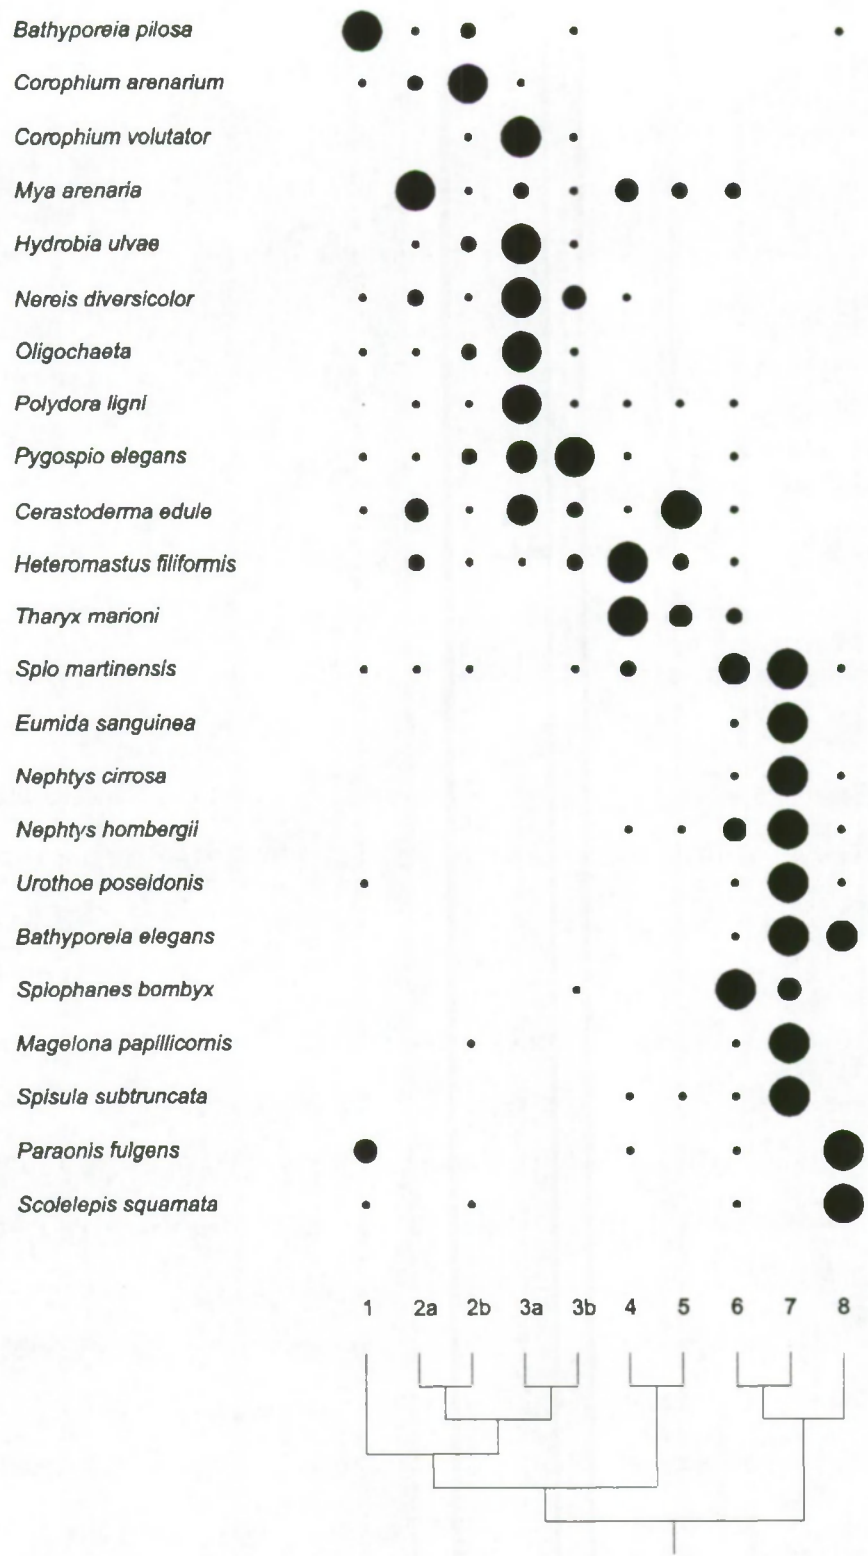 Bathyporeia pilosa
Corophium arenarium
Corophium volutator
Mya arenaria
Hydrobia ulvae
Nereis diversicolor
Oligochaeta
Polydora ligni
Pygospio elegans
Cerastoderma edule
Heteromastus filiformis
Tharyx marioni
Spio martinensis
Eumida sanguinea
Nephtys cirrosa
Nephtys hombergii
Urothoe poseidonis
Bathyporeia elegans
Spiophanes bombyx
Magelona papillicornis
Spisula subtruncata
Paraonis fulgens
Scolelepis squamata
1 2a 2b 3a 3b 4 5 6 7 8